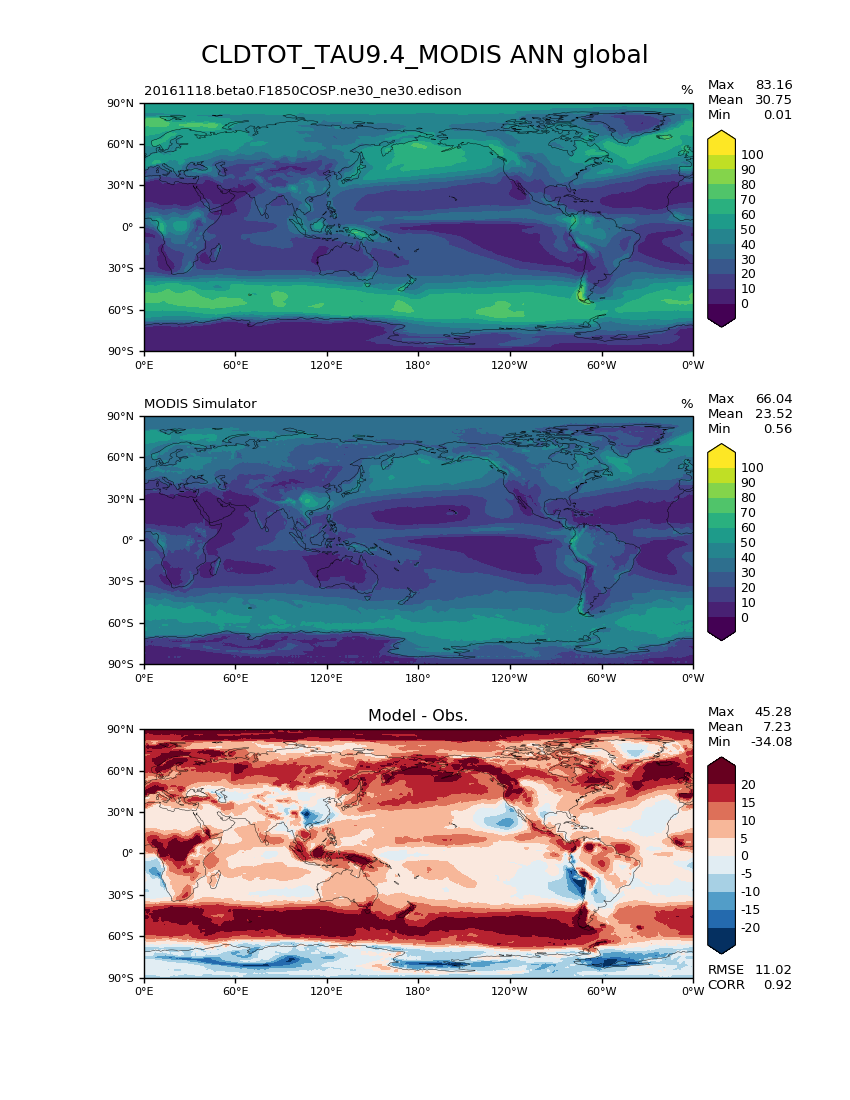 CLDTOT_TAU9.4_MODIS ANN global
20161118.beta0.F1850COSP.ne30_ne30.edison
%
Max 83.16
Mean 30.75
Min 0.01
90°N
60°N
30°N
0°
30°S
60°S
90°S
0°E 60°E 120°E 180° 120°W 60°W 0°W
100
90
80
70
60
50
40
30
20
10
0
MODIS Simulator
%
Max 66.04
Mean 23.52
Min 0.56
90°N
60°N
30°N
0°
30°S
60°S
90°S
0°E 60°E 120°E 180° 120°W 60°W 0°W
100
90
80
70
60
50
40
30
20
10
0
Model - Obs.
Max 45.28
Mean 7.23
Min -34.08
90°N
60°N
30°N
0°
30°S
60°S
90°S
0°E 60°E 120°E 180° 120°W 60°W 0°W
20
15
10
5
0
-5
-10
-15
-20
RMSE 11.02
CORR 0.92